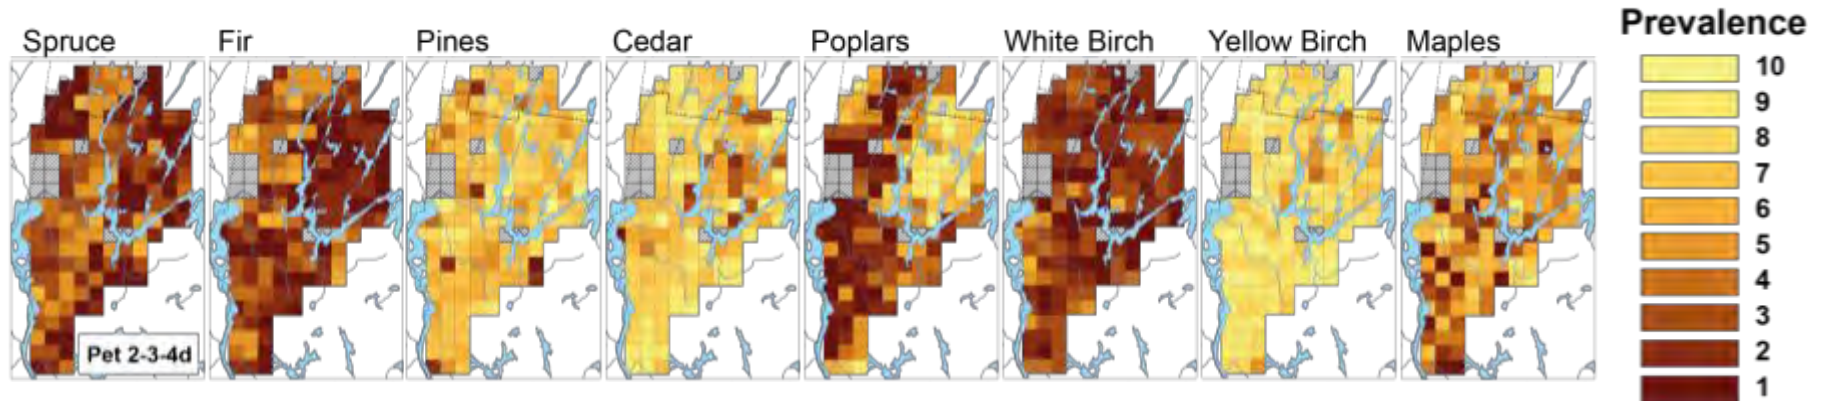 Prevalence
Spruce
Fir
Pines
Cedar
Poplars
White Birch
Yellow Birch
Maples
10
9
8
7
6
5
4
3
2
1
Pet 2-3-4d